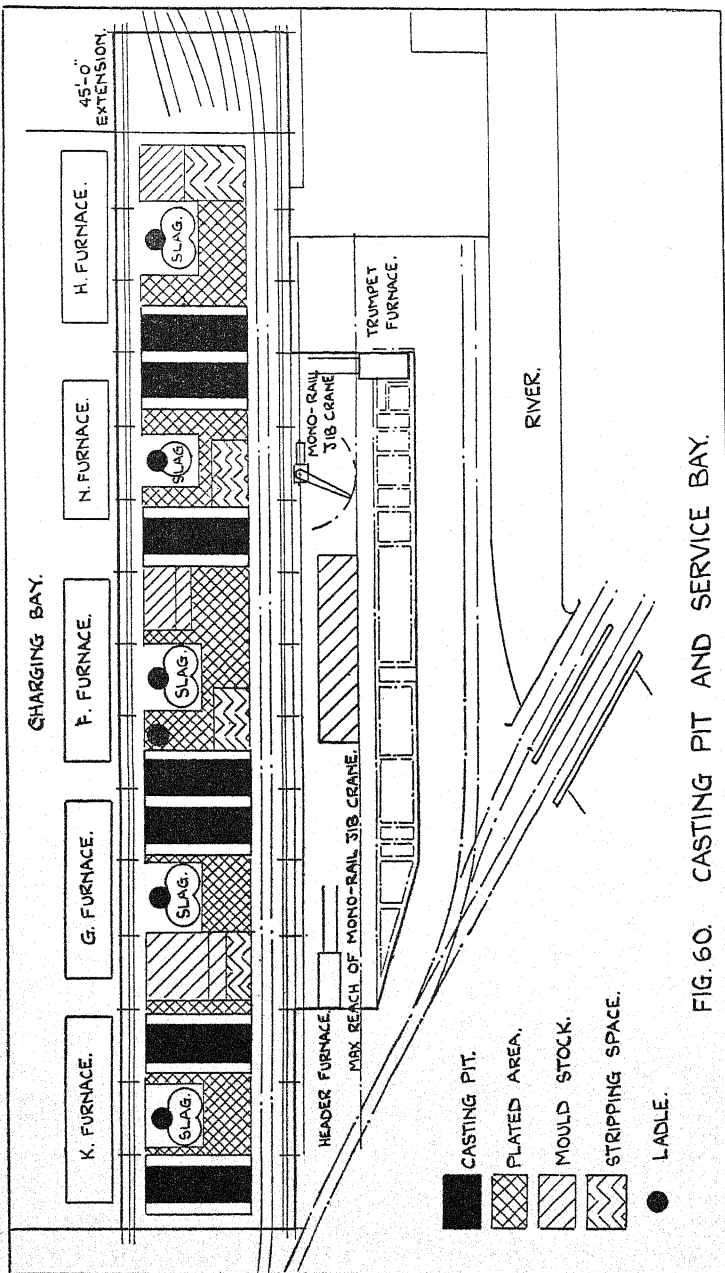 CHARGING BAY.
K. FURNACE.
G. FURNACE.
F. FURNACE.
N. FURNACE.
H. FURNACE.
45'-0"
EXTENSION.
SLAG.
SLAG.
SLAG.
SLAG
SLAG.
HEADER FURNACE.
MAX REACH OF MONO-RAIL JIB CRANE.
MONO-RAIL
JIB CRANE
TRUMPET
FURNACE.
RIVER.
CASTING PIT.
PLATED AREA.
MOULD STOCK.
STRIPPING SPACE.
LADLE.
FIG. 60. CASTING PIT AND SERVICE BAY.